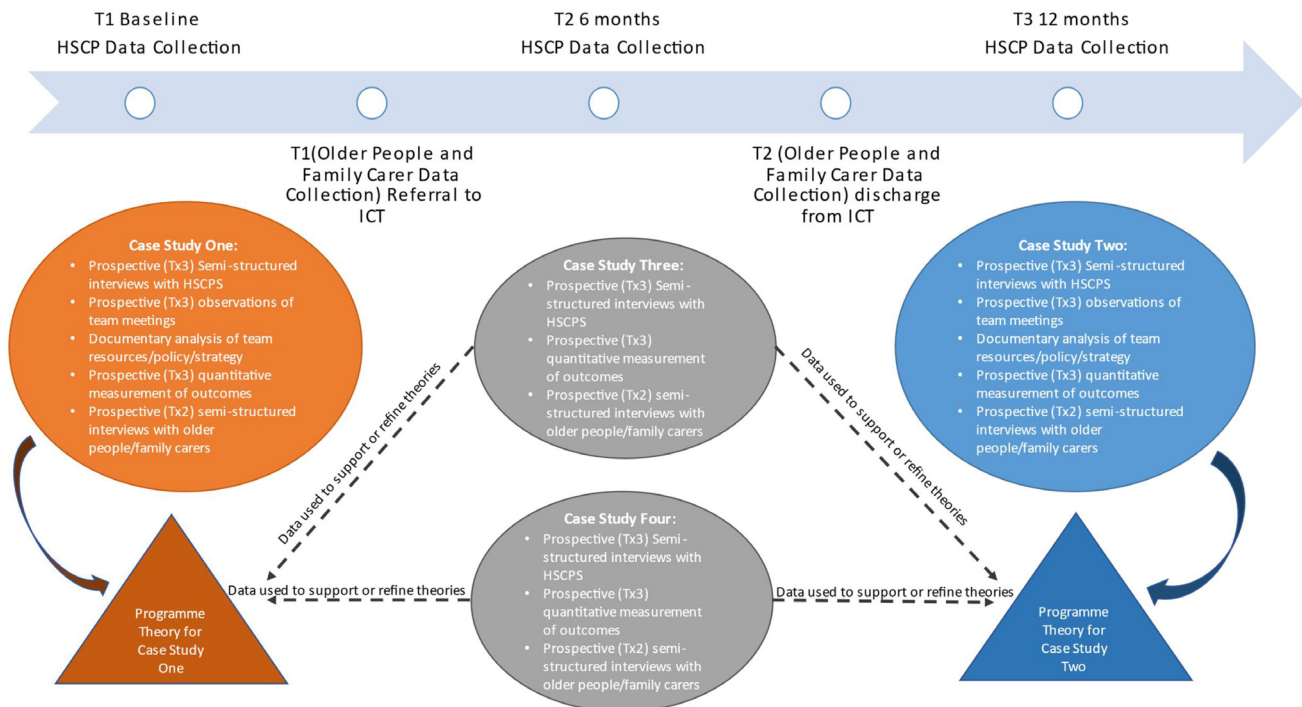 T1 Baseline
HSCP Data Collection
T2 6 months
HSCP Data Collection
T3 12 months
HSCP Data Collection
T1(Older People and
Family Carer Data
Collection) Referral to
ICT
T2 (Older People and
Family Carer Data
Collection) discharge
from ICT
Case Study One:
• Prospective (Tx3) Semi-structured
interviews with HSCPS
• Prospective (Tx3) observations of
team meetings
• Documentary analysis of team
resources/policy/strategy
• Prospective (Tx3) quantitative
measurement of outcomes
• Prospective (Tx2) semi-structured
interviews with older
people/family carers
Case Study Three:
• Prospective (Tx3) Semi-
structured interviews with
HSCPS
• Prospective (Tx3)
quantitative measurement
of outcomes
• Prospective (Tx2) semi-
structured interviews with
older people/family carers
Case Study Two:
• Prospective (Tx3) Semi-structured
interviews with HSCPS
• Prospective (Tx3) observations of
team meetings
• Documentary analysis of team
resources/policy/strategy
• Prospective (Tx3) quantitative
measurement of outcomes
• Prospective (Tx2) semi-structured
interviews with older
people/family carers
Data used to support or refine theories
Data used to support or refine theories
Case Study Four:
• Prospective (Tx3) Semi-
structured interviews with
HSCPS
• Prospective (Tx3)
quantitative measurement
of outcomes
• Prospective (Tx2) semi-
structured interviews with
older people/family carers
Data used to support or refine theories
Data used to support or refine theories
Programme
Theory for
Case Study
One
Programme
Theory for
Case Study
Two